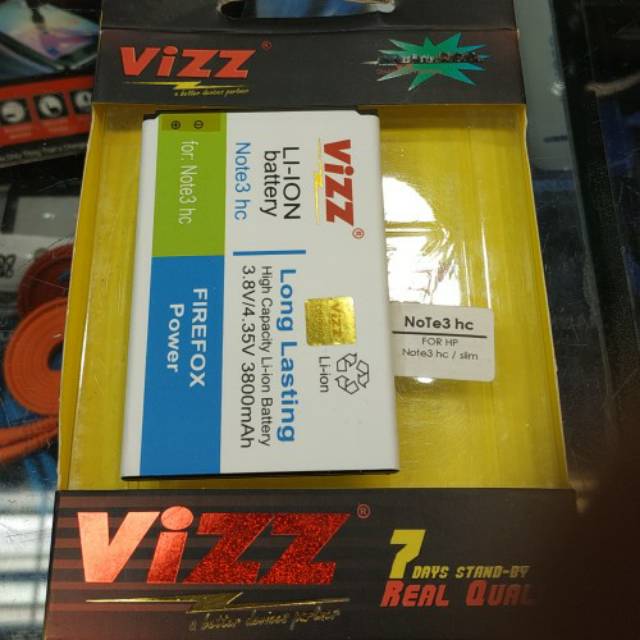 ViZZ®
a better devices partner
ViZZ®
LI-ION
battery
Note3 hc
for: Note3 hc
FIREFOX
Power
Long Lasting
High Capacity Li-ion Battery
3.8V/4.35V 3800mAh
ViZZ
Li-ion
NoTe3 hc
FOR HP
Note3 hc / slim
ViZZ®
a better devices partner
7
DAYS STAND-BY
REAL QUAL